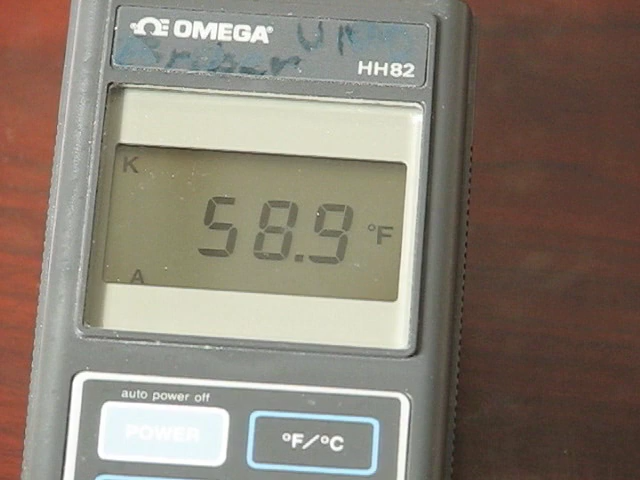 OMEGA®
HH82
K
58.9 °F
A
auto power off
POWER
°F/°C